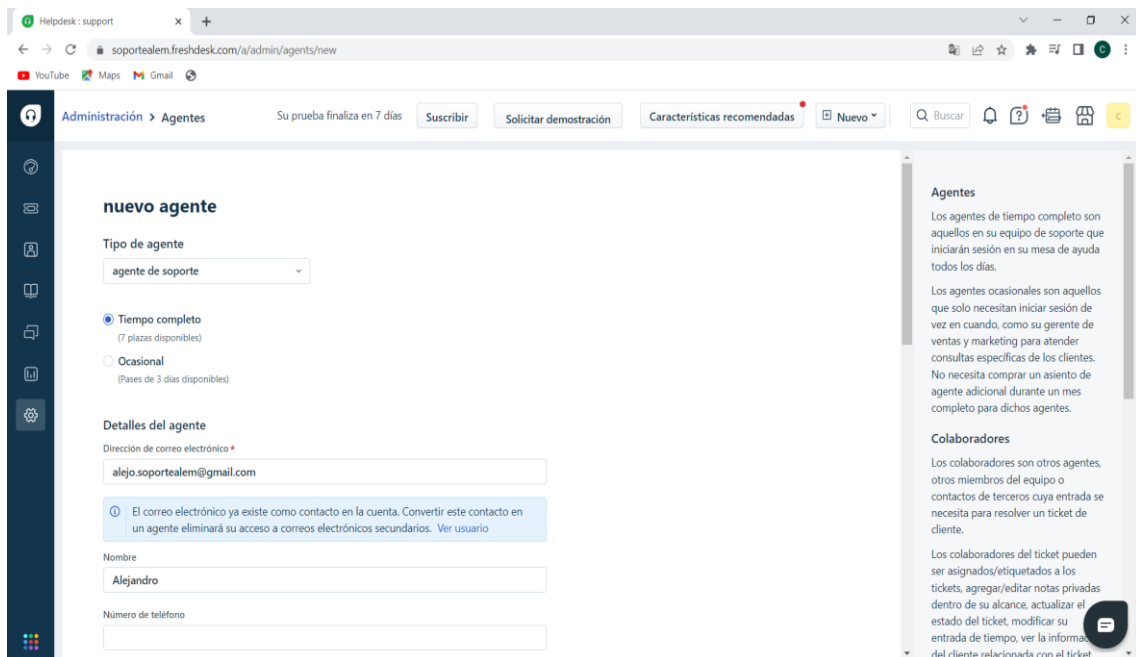 Helpdesk : support
soportealem.freshdesk.com/a/admin/agents/new
C
YouTube
Maps
Gmail
Administración > Agentes
Su prueba finaliza en 7 días
Suscribir
Solicitar demostración
Características recomendadas
Nuevo
Buscar
C
nuevo agente
Tipo de agente
agente de soporte
Tiempo completo
(7 plazas disponibles)
Ocasional
(Pases de 3 días disponibles)
Detalles del agente
Dirección de correo electrónico *
alejo.soportealem@gmail.com
El correo electrónico ya existe como contacto en la cuenta. Convertir este contacto en
un agente eliminará su acceso a correos electrónicos secundarios. Ver usuario
Nombre
Alejandro
Número de teléfono
Agentes
Los agentes de tiempo completo son
aquellos en su equipo de soporte que
iniciarán sesión en su mesa de ayuda
todos los días.
Los agentes ocasionales son aquellos
que solo necesitan iniciar sesión de
vez en cuando, como su gerente de
ventas y marketing para atender
consultas específicas de los clientes.
No necesita comprar un asiento de
agente adicional durante un mes
completo para dichos agentes.
Colaboradores
Los colaboradores son otros agentes,
otros miembros del equipo o
contactos de terceros cuya entrada se
necesita para resolver un ticket de
cliente.
Los colaboradores del ticket pueden
ser asignados/etiquetados a los
tickets, agregar/editar notas privadas
dentro de su alcance, actualizar el
estado del ticket, modificar su
entrada de tiempo, ver la
del cliente relacionada con el ticket